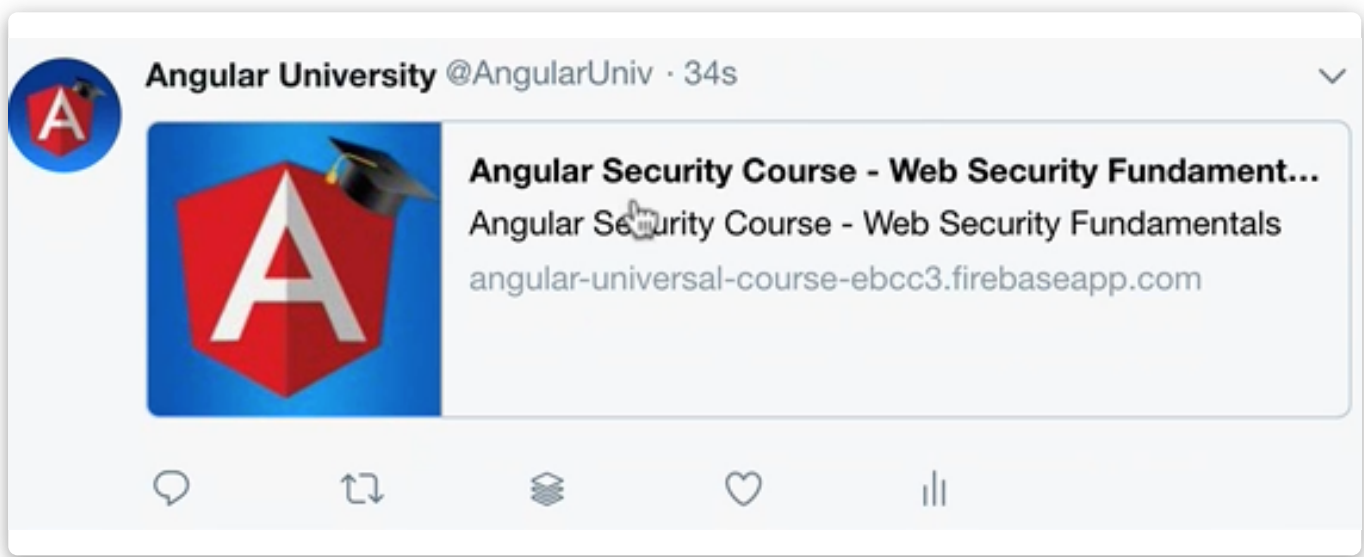 Angular University @AngularUniv · 34s
Angular Security Course - Web Security Fundament...
Angular Security Course - Web Security Fundamentals
angular-universal-course-ebcc3.firebaseapp.com
A
A